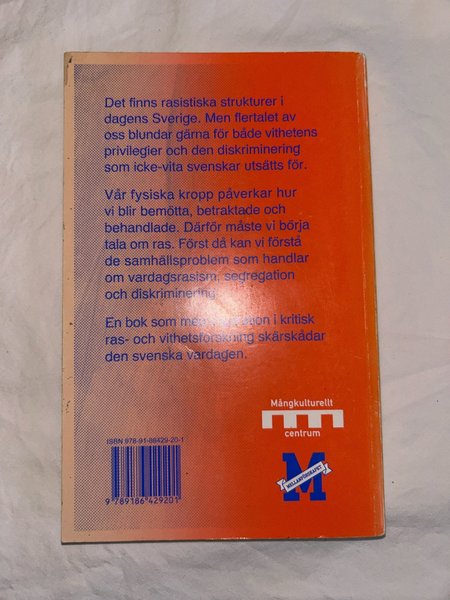 Det finns rasistiska strukturer i
dagens Sverige. Men flertalet av
oss blundar gärna för både vithetens
privilegier och den diskriminering
som icke-vita svenskar utsätts för.
Vår fysiska kropp påverkar hur
vi blir bemötta, betraktade och
behandlade. Därför måste vi börja
tala om ras. Först då kan vi förstå
de samhällsproblem som handlar
om vardagsrasism, segregation
och diskriminering
En bok som med i kritisk
ras- och vithetsforskning skärskådar
den svenska vardagen.
Mångkulturellt
centrum
ISBN 978-91-86429-20-1
9 789186 429201
M
MELLANFÖRSKAPET